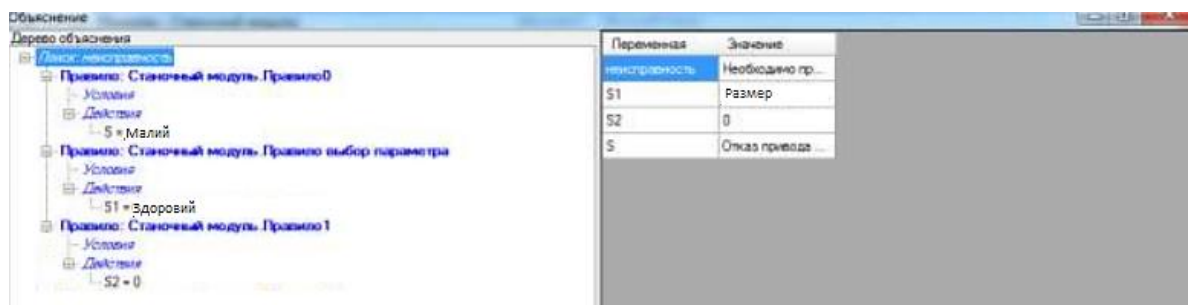 Объяснение
Дерево объяснения
Поиск: неисправность
Правило: Станочный модуль.Правило0
Условия
Действия
S = Малий
Правило: Станочный модуль.Правило выбор параметра
Условия
Действия
S1 = Здоровий
Правило: Станочный модуль.Правило1
Условия
Действия
S2 = 0
Переменная Значение
неисправность Необходимо пр...
S1 Размер
S2 0
S Отказ привода ...